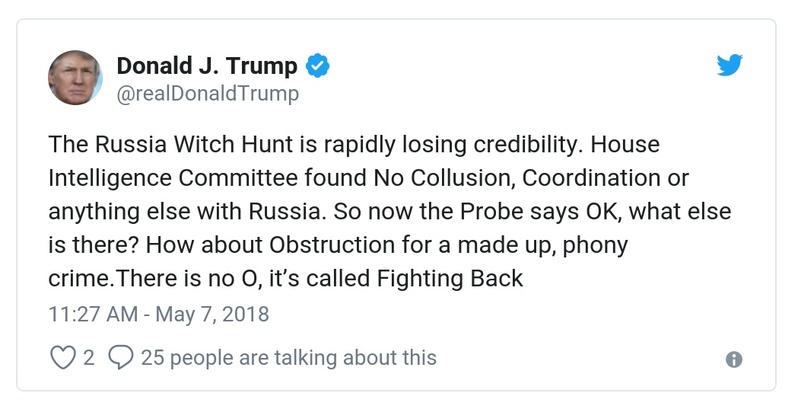 Donald J. Trump
@realDonaldTrump
The Russia Witch Hunt is rapidly losing credibility. House
Intelligence Committee found No Collusion, Coordination or
anything else with Russia. So now the Probe says OK, what else
is there? How about Obstruction for a made up, phony
crime.There is no O, it’s called Fighting Back
11:27 AM - May 7, 2018
2 25 people are talking about this